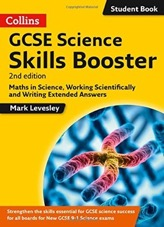 Student Book
Collins
GCSE Science
Skills Booster
2nd edition
Maths in Science, Working Scientifically
and Writing Extended Answers
Mark Levesley
Strengthen the skills essential for GCSE science success
for all boards for New GCSE 9-1 Science exams